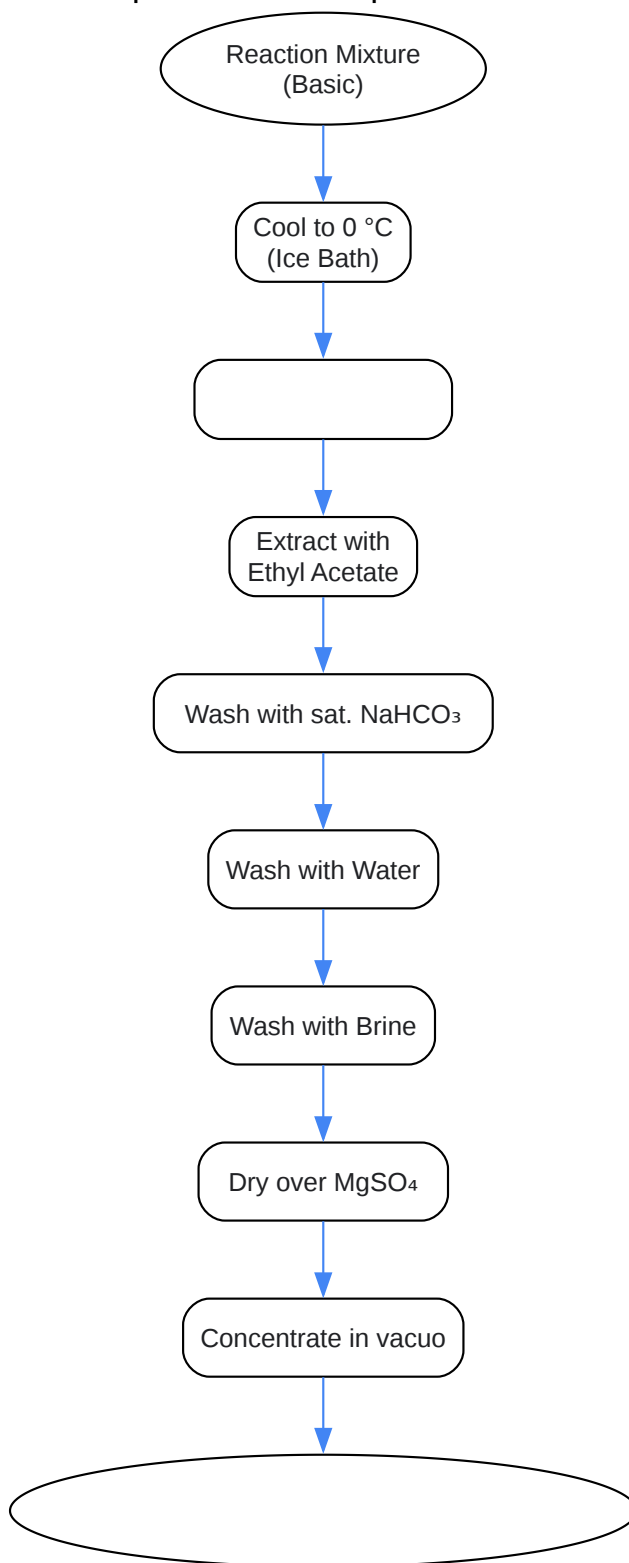 Reaction Mixture
(Basic)
Cool to 0 °C
(Ice Bath)
Extract with
Ethyl Acetate
Wash with sat. NaHCO₃
Wash with Water
Wash with Brine
Dry over MgSO₄
Concentrate in vacuo